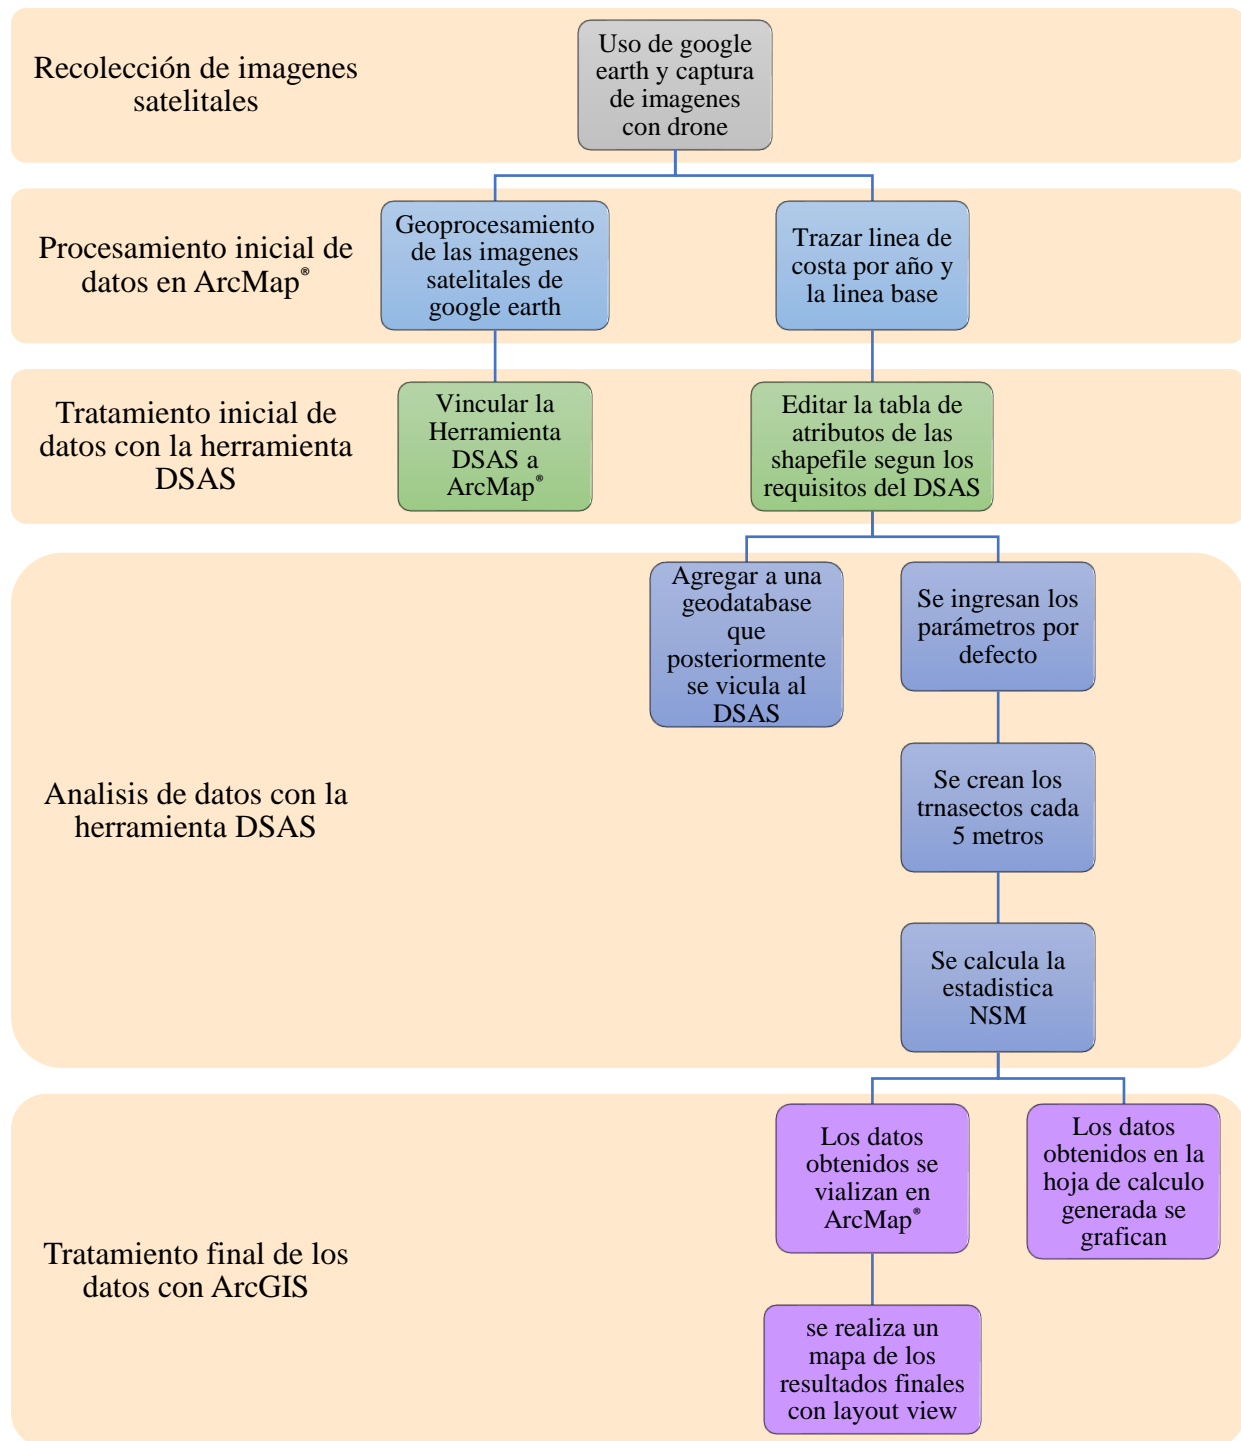 Recolección de imagenes
satelitales
Uso de google
earth y captura
de imagenes
con drone
Procesamiento inicial de
datos en ArcMap®
Geoprocesamiento
de las imagenes
satelitales de
google earth
Trazar linea de
costa por año y
la linea base
Tratamiento inicial de
datos con la herramienta
DSAS
Vincular la
Herramienta
DSAS a
ArcMap®
Editar la tabla de
atributos de las
shapefile segun los
requisitos del DSAS
Analisis de datos con la
herramienta DSAS
Agregar a una
geodatabase
que
posteriormente
se vicula al
DSAS
Se ingresan los
parámetros por
defecto
Se crean los
trnasectos cada
5 metros
Se calcula la
estadistica
NSM
Tratamiento final de los
datos con ArcGIS
Los datos
obtenidos se
vializan en
ArcMap®
Los datos
obtenidos en la
hoja de calculo
generada se
grafican
se realiza un
mapa de los
resultados finales
con layout view